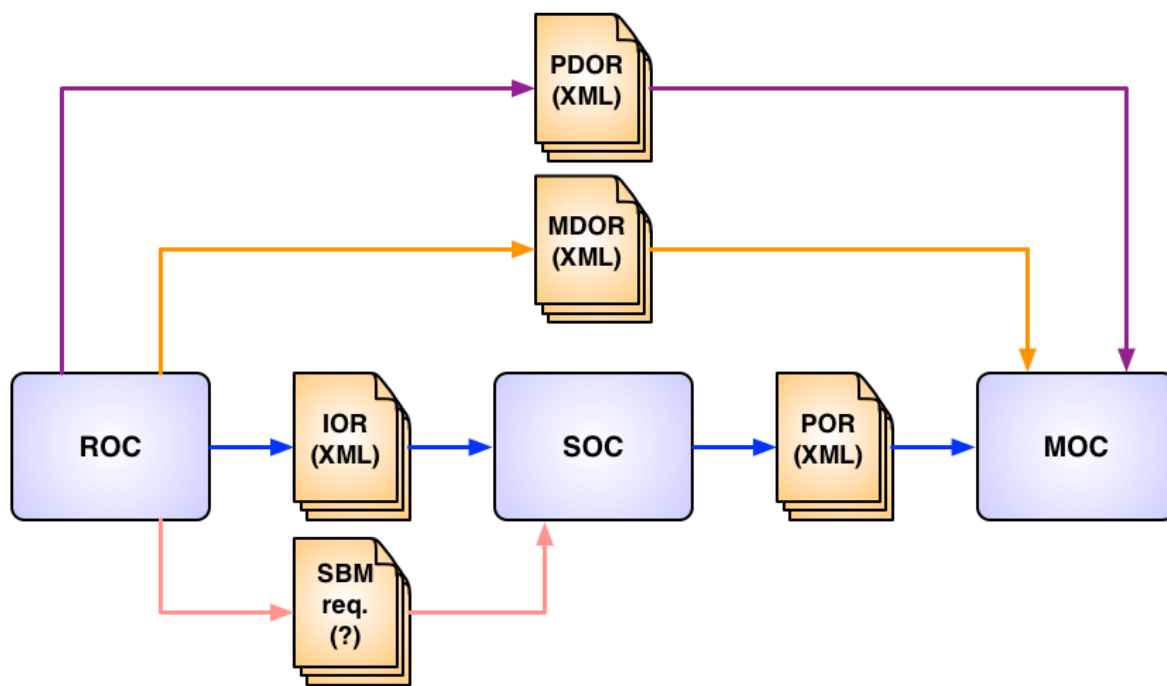 PDOR
(XML)
MDOR
(XML)
ROC
IOR
(XML)
SOC
POR
(XML)
MOC
SBM
req.
(?)